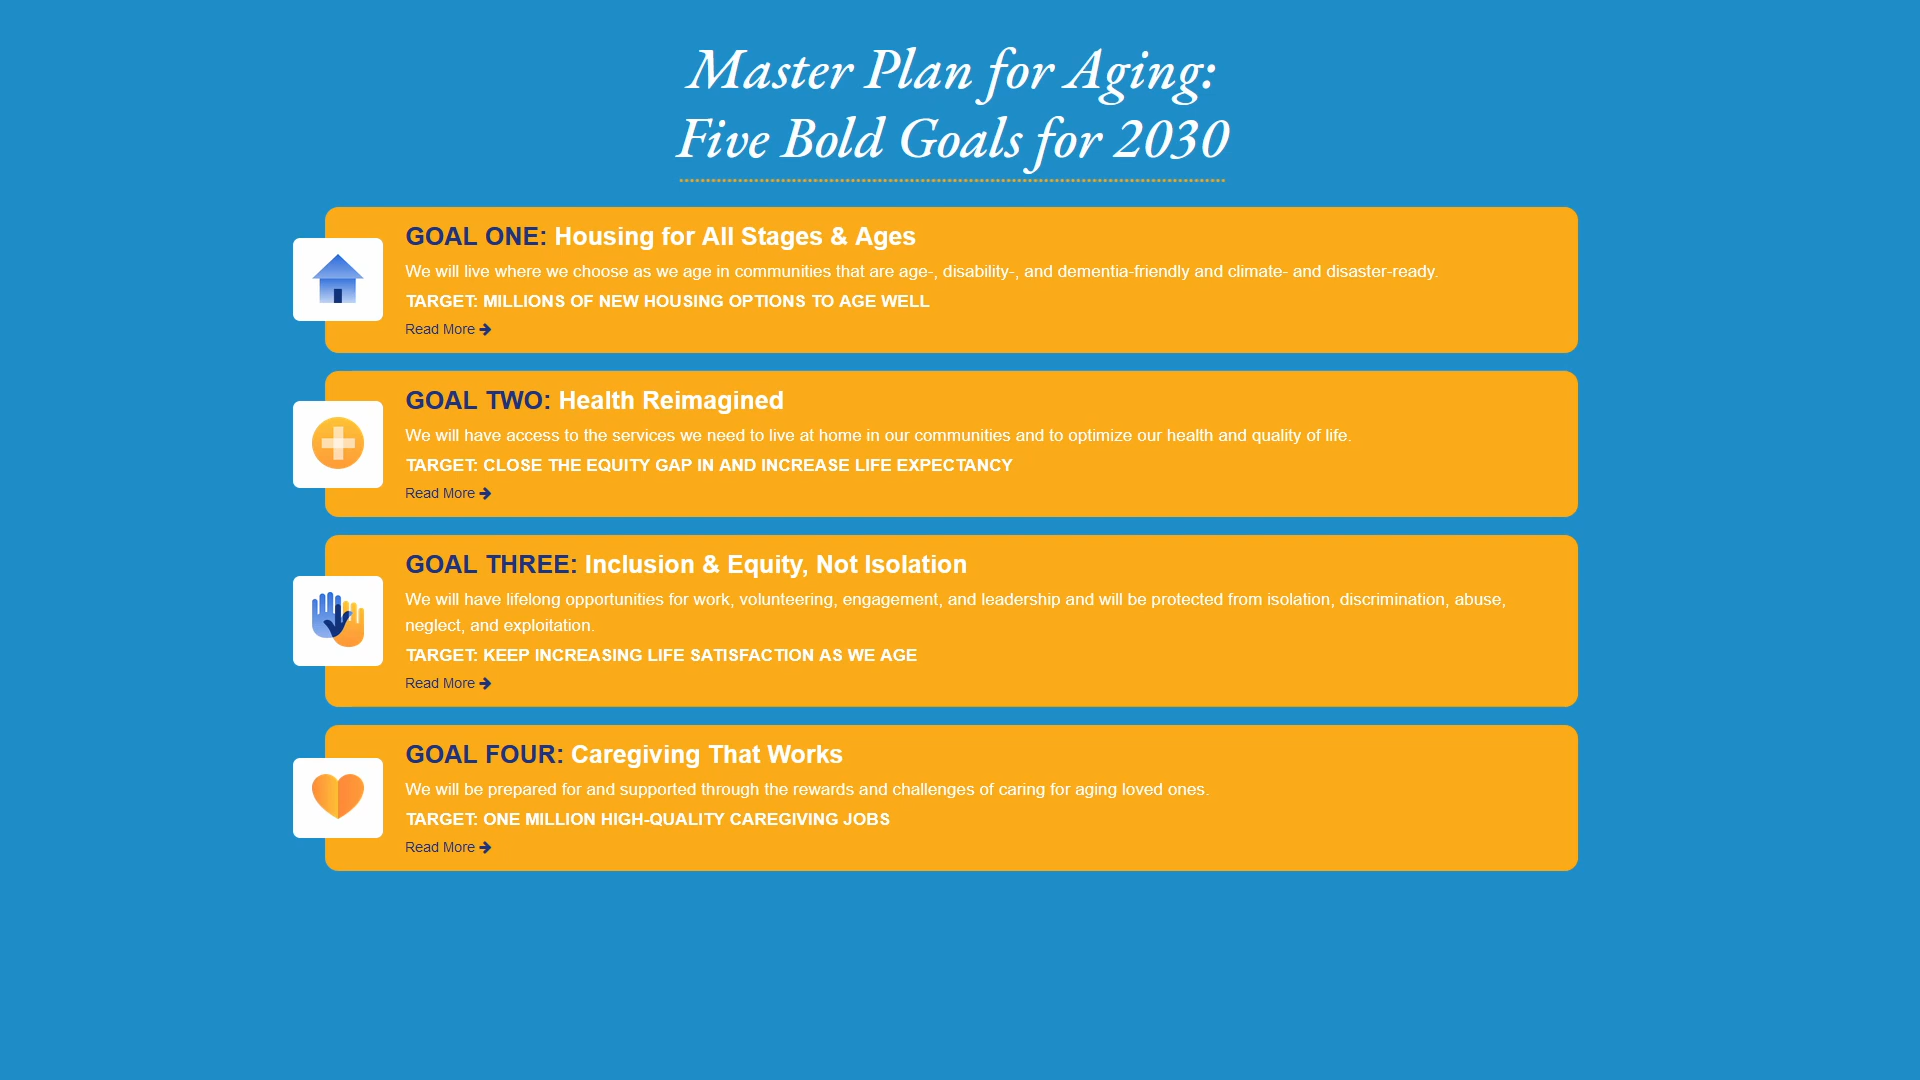 Master Plan for Aging:
Five Bold Goals for 2030
GOAL ONE: Housing for All Stages & Ages
We will live where we choose as we age in communities that are age-, disability-, and dementia-friendly and climate- and disaster-ready.
TARGET: MILLIONS OF NEW HOUSING OPTIONS TO AGE WELL
Read More
GOAL TWO: Health Reimagined
We will have access to the services we need to live at home in our communities and to optimize our health and quality of life.
TARGET: CLOSE THE EQUITY GAP IN AND INCREASE LIFE EXPECTANCY
Read More
GOAL THREE: Inclusion & Equity, Not Isolation
We will have lifelong opportunities for work, volunteering, engagement, and leadership and will be protected from isolation, discrimination, abuse,
neglect, and exploitation.
TARGET: KEEP INCREASING LIFE SATISFACTION AS WE AGE
Read More
GOAL FOUR: Caregiving That Works
We will be prepared for and supported through the rewards and challenges of caring for aging loved ones.
TARGET: ONE MILLION HIGH-QUALITY CAREGIVING JOBS
Read More